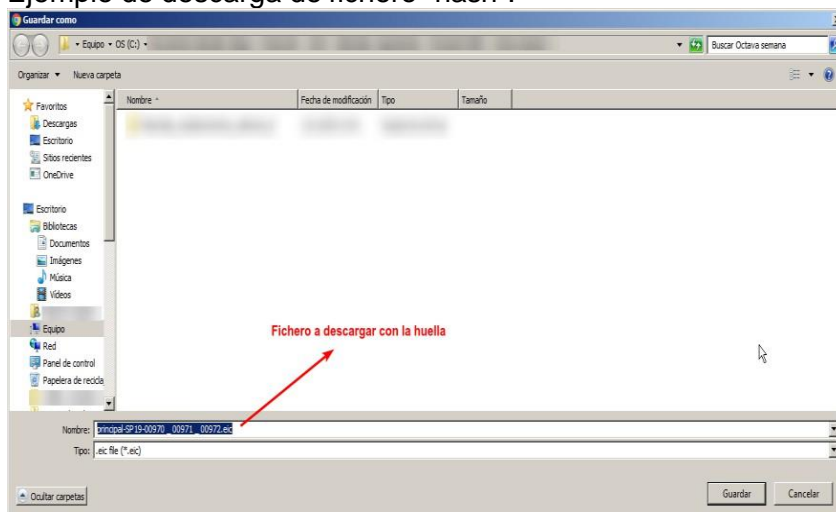 Ejemplo de descarga de fichero "hash".
Guardar como
Equipo • OS (C:) •
Buscar Octava semana
Organizar
Nueva carpeta
Nombre
Fecha de modificación
Tipo
Tamaño
Favoritos
Descargas
Escritorio
Sitios recientes
OneDrive
Escritorio
Bibliotecas
Documentos
Imágenes
Música
Vídeos
Equipo
Red
Panel de control
Papelera de recicla
Fichero a descargar con la huella
Nombre: principal-SP19-00970__00971__00972.eic
Tipo: .eic file (*.eic)
Ocultar carpetas
Guardar
Cancelar